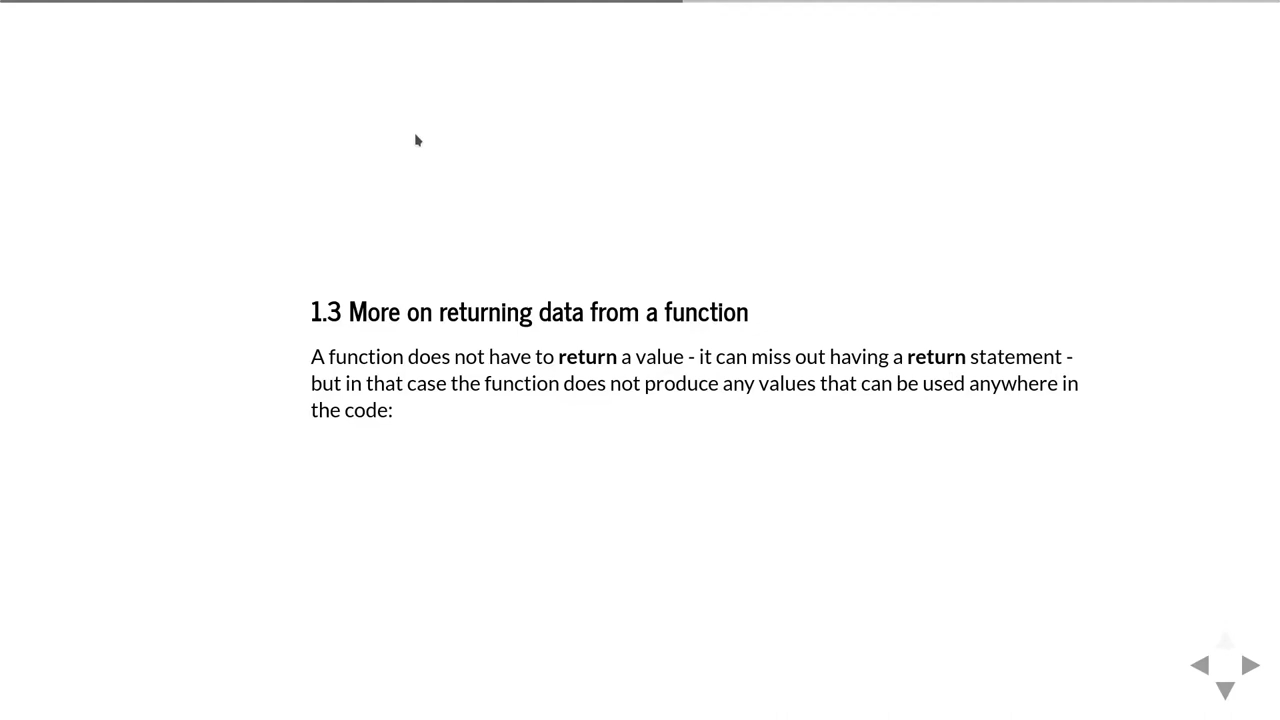 1.3 More on returning data from a function
A function does not have to return a value - it can miss out having a return statement -
but in that case the function does not produce any values that can be used anywhere in
the code: